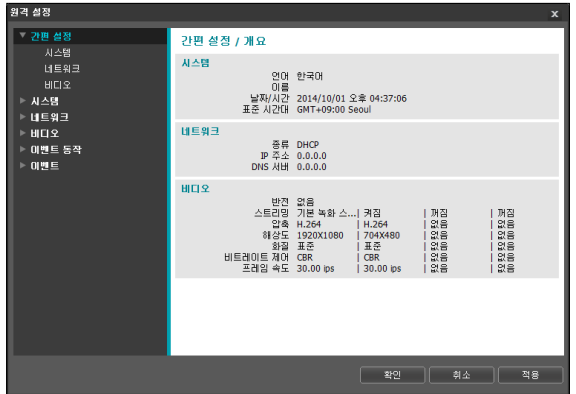 원격 설정
x
간편 설정
시스템
네트워크
비디오
시스템
네트워크
비디오
이벤트 동작
이벤트
간편 설정 / 개요
시스템
언어 한국어
이름
날짜/시간 2014/10/01 오후 04:37:06
표준 시간대 GMT+09:00 Seoul
네트워크
종류 DHCP
IP 주소 0.0.0.0
DNS 서버 0.0.0.0
비디오
반전 없음
스트리밍 기본 녹화 스...| 켜짐 | 꺼짐 | 꺼짐
압축 H.264 | H.264 | 없음 | 없음
해상도 1920X1080 | 704X480 | 없음 | 없음
화질 표준 | 표준 | 없음 | 없음
비트레이트 제어 CBR | CBR | 없음 | 없음
프레임 속도 30.00 ips | 30.00 ips | 없음 | 없음
확인 취소 적용